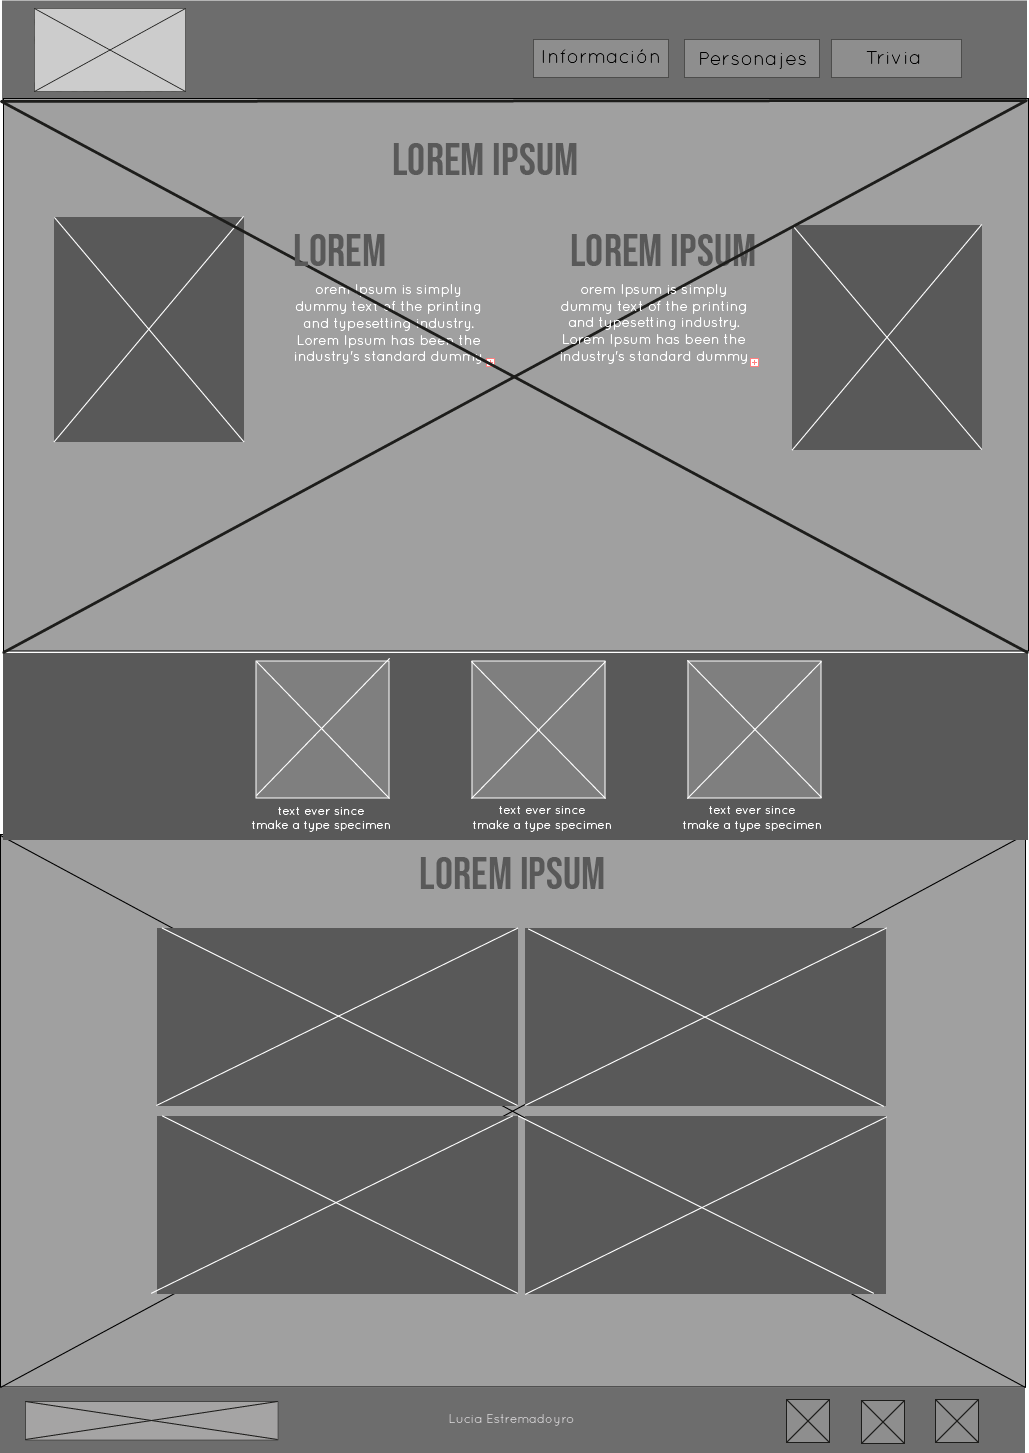 Información
Personajes
Trivia
LOREM IPSUM
LOREM
orem Ipsum is simply
dummy text of the printing
and typesetting industry.
Lorem Ipsum has been the
industry's standard dummy
LOREM IPSUM
orem Ipsum is simply
dummy text of the printing
and typesetting industry.
Lorem Ipsum has been the
industry's standard dummy
text ever since
tmake a type specimen
text ever since
tmake a type specimen
text ever since
tmake a type specimen
LOREM IPSUM
Lucia Estremadoyro